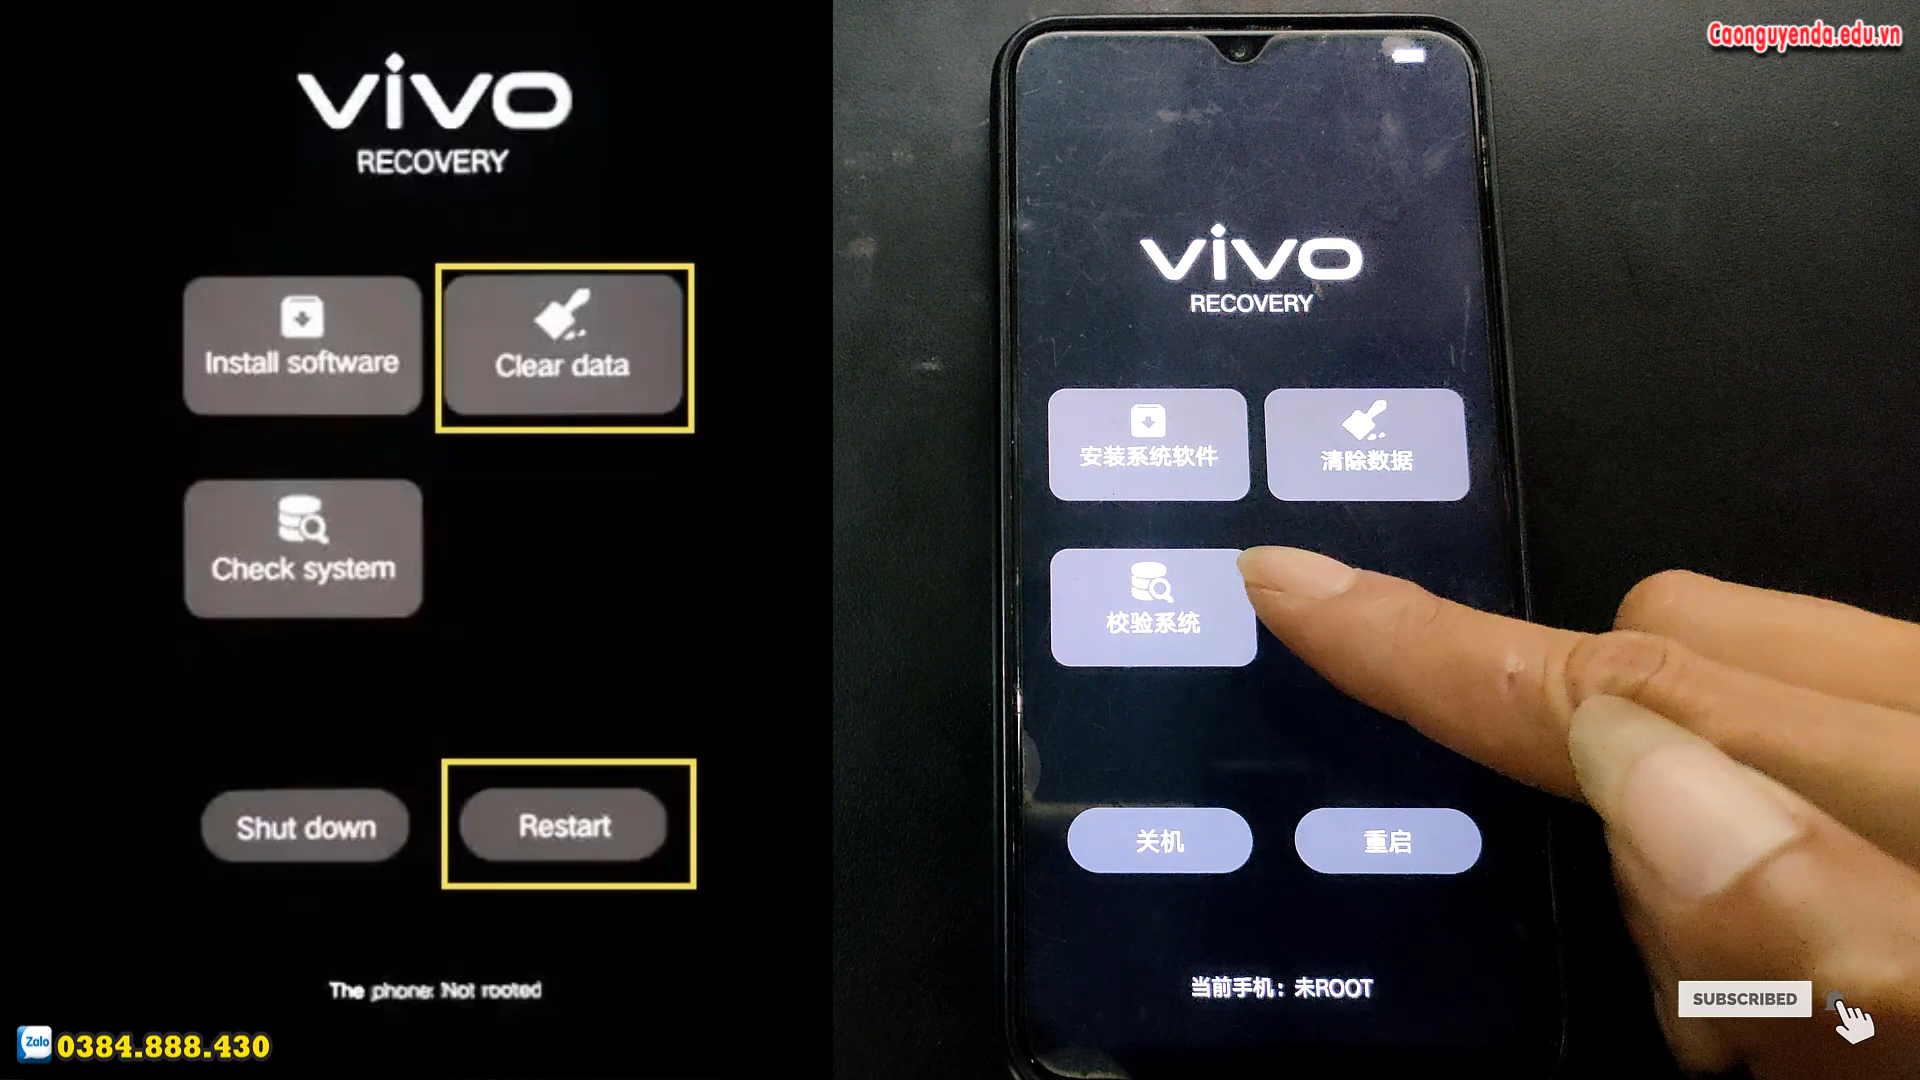 vivo
RECOVERY
Install software
Clear data
Check system
Shut down
Restart
The phone: Not rooted
Zalo
0384.888.430
vivo
RECOVERY
安装系统软件
清除数据
校验系统
关机
重启
当前手机：未ROOT
Caonguyenda.edu.vn
SUBSCRIBED